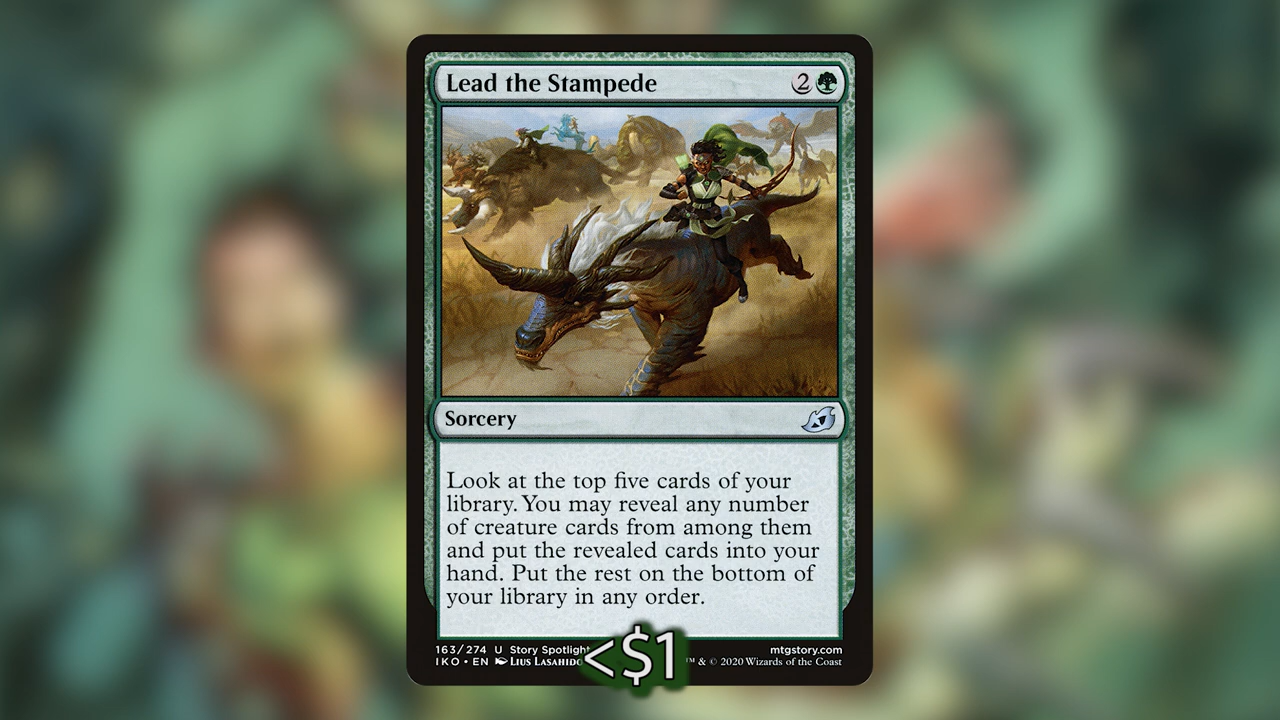 Lead the Stampede 2
Sorcery
Look at the top five cards of your
library. You may reveal any number
of creature cards from among them
and put the revealed cards into your
hand. Put the rest on the bottom of
your library in any order.
163/274 U Story Spotlight mtgstory.com
IKO • EN Lius Lasahido ™ & © 2020 Wizards of the Coast
<$1